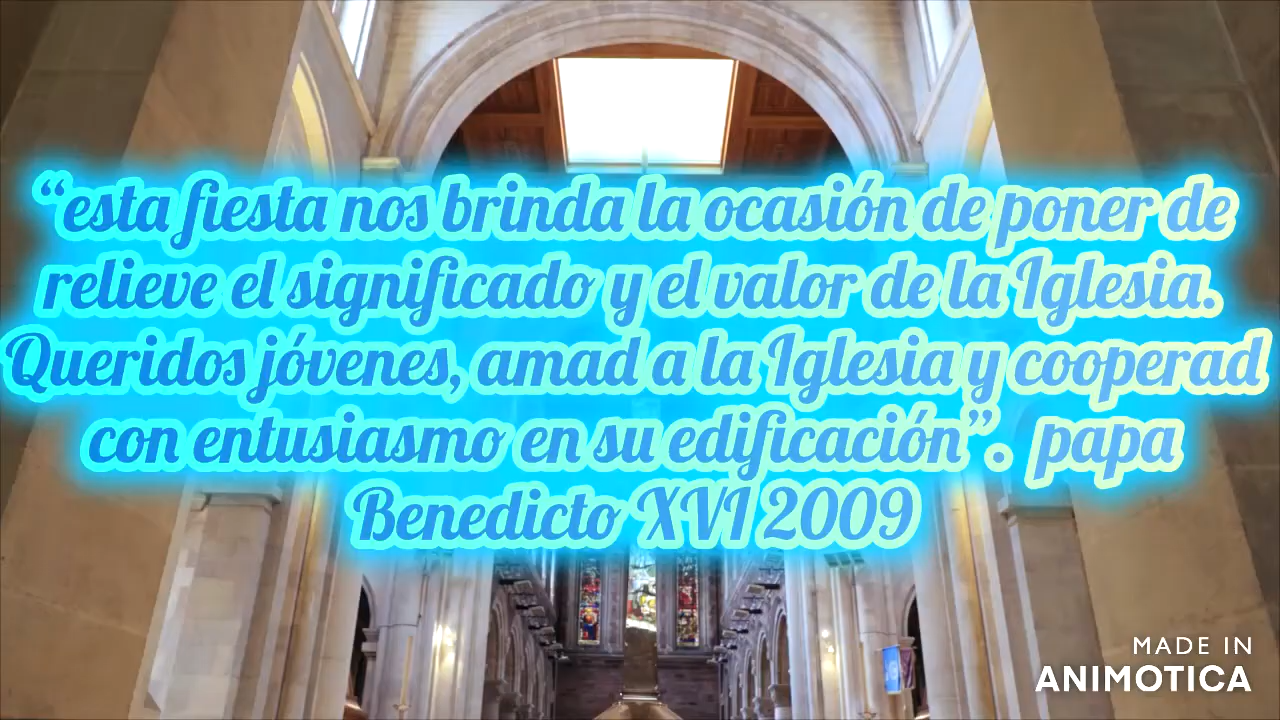 “esta fiesta nos brinda la ocasión de poner de
relieve el significado y el valor de la Iglesia.
Queridos jóvenes, amad a la Iglesia y cooperad
con entusiasmo en su edificación”. papa
Benedicto XVI 2009
MADE IN
ANIMOTICA